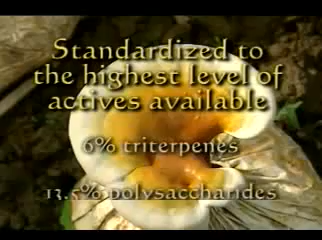 Standardized to
the highest level of
actives available
6% triterpenes
13.5% polysaccharides